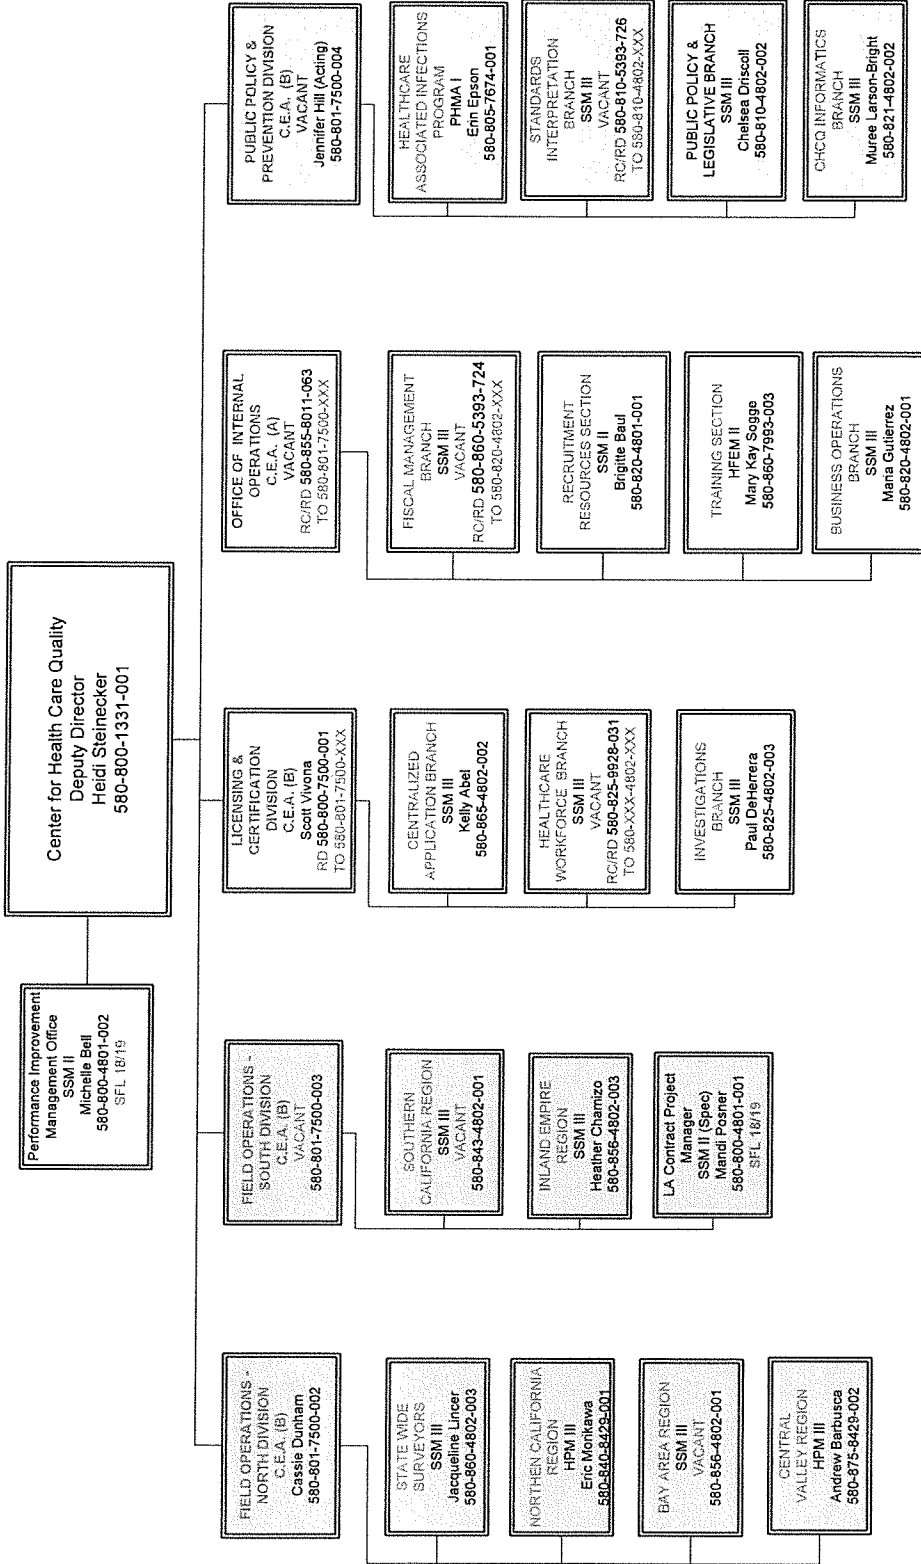 Center for Health Care Quality
Deputy Director
Heidi Steinecker
580-800-1331-001
Performance Improvement
Management Office
SSM II
Michelle Bell
580-800-4801-002
SFL 18/19
FIELD OPERATIONS -
NORTH DIVISION
C.E.A. (B)
Cassie Dunham
580-801-7500-002
STATE WIDE
SURVEYORS
SSM III
Jacqueline Lincer
580-860-4802-003
NORTHEN CALIFORNIA
REGION
HPM III
Eric Morikawa
580-840-8429-001
BAY AREA REGION
SSM III
VACANT
580-856-4802-001
CENTRAL
VALLEY REGION
HPM III
Andrew Barbusca
580-875-8429-002
FIELD OPERATIONS -
SOUTH DIVISION
C.E.A. (B)
VACANT
580-801-7500-003
SOUTHERN
CALIFORNIA REGION
SSM III
VACANT
580-843-4802-001
INLAND EMPIRE
REGION
SSM III
Heather Chamizo
580-856-4802-003
LA Contract Project
Manager
SSM II (Spec)
Mandi Posner
580-800-4801-001
SFL 18/19
LICENSING &
CERTIFICATION
DIVISION
C.E.A. (B)
Scott Vivona
RD 580-800-7500-001
TO 580-801-7500-XXX
CENTRALIZED
APPLICATION BRANCH
SSM III
Kelly Abel
580-865-4802-002
HEALTHCARE
WORKFORCE BRANCH
SSM III
VACANT
RC/RD 580-825-9928-031
TO 580-XXX-4802-XXX
INVESTIGATIONS
BRANCH
SSM III
Paul DeHerrera
580-825-4802-003
OFFICE OF INTERNAL
OPERATIONS
C.E.A. (A)
VACANT
RC/RD 580-855-8011-063
TO 580-801-7500-XXX
FISCAL MANAGEMENT
BRANCH
SSM III
VACANT
RC/RD 580-860-5393-724
TO 580-820-4802-XXX
RECRUITMENT
RESOURCES SECTION
SSM II
Brigitte Baul
580-820-4801-001
TRAINING SECTION
HFEM II
Mary Kay Sogge
580-860-7993-003
BUSINESS OPERATIONS
BRANCH
SSM III
Maria Gutierrez
580-820-4802-001
PUBLIC POLICY &
PREVENTION DIVISION
C.E.A. (B)
VACANT
Jennifer Hill (Acting)
580-801-7500-004
HEALTHCARE
ASSOCIATED INFECTIONS
PROGRAM
PHMA I
Erin Epson
580-805-7674-001
STANDARDS
INTERPRETATION
BRANCH
SSM III
VACANT
RC/RD 580-810-5393-726
TO 580-810-4802-XXX
PUBLIC POLICY &
LEGISLATIVE BRANCH
SSM III
Chelsea Driscoll
580-810-4802-002
CHCQ INFORMATICS
BRANCH
SSM III
Muree Larson-Bright
580-821-4802-002